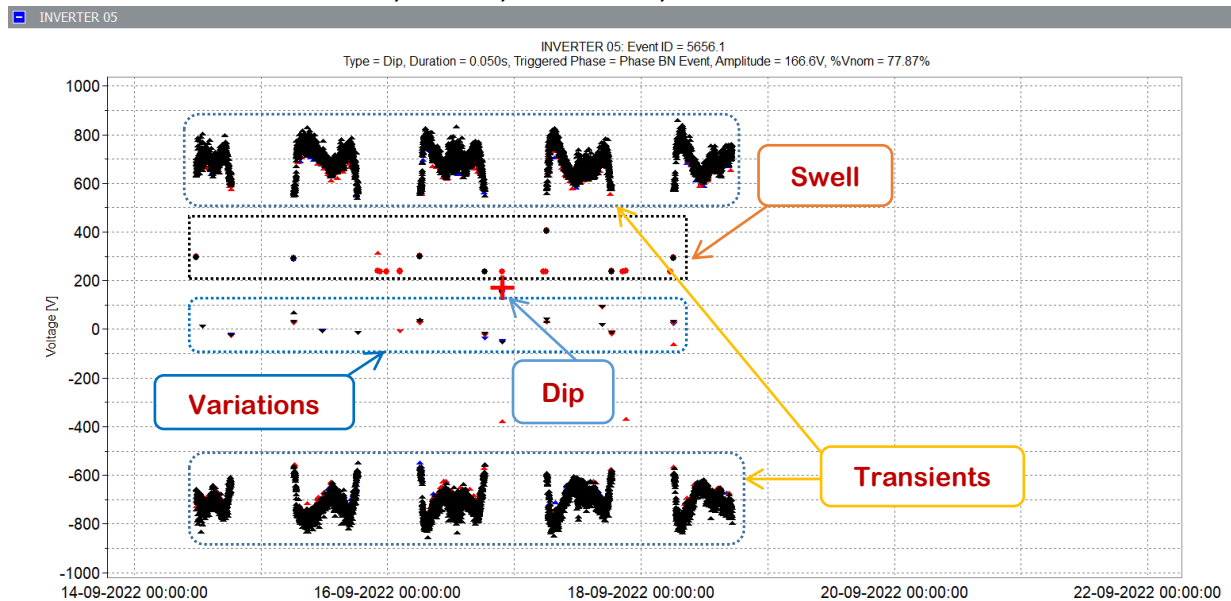 INVERTER 05
INVERTER 05: Event ID = 5656.1
Type = Dip, Duration = 0.050s, Triggered Phase = Phase BN Event, Amplitude = 166.6V, %Vnom = 77.87%
1000
800
600
400
200
0
-200
-400
-600
-800
-1000
Voltage [V]
Swell
Variations
Dip
Transients
14-09-2022 00:00:00
16-09-2022 00:00:00
18-09-2022 00:00:00
20-09-2022 00:00:00
22-09-2022 00:00:00